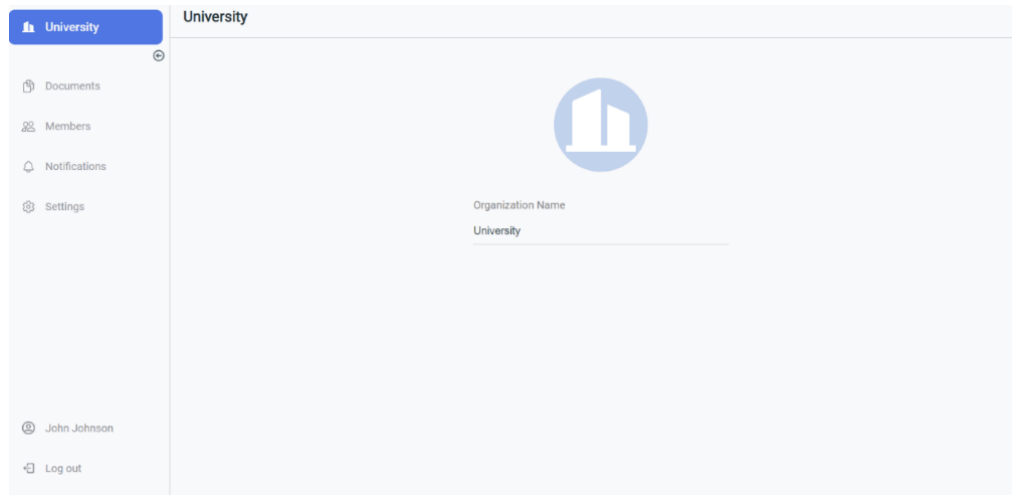 University
University
Documents
Members
Notifications
Settings
Organization Name
University
John Johnson
Log out